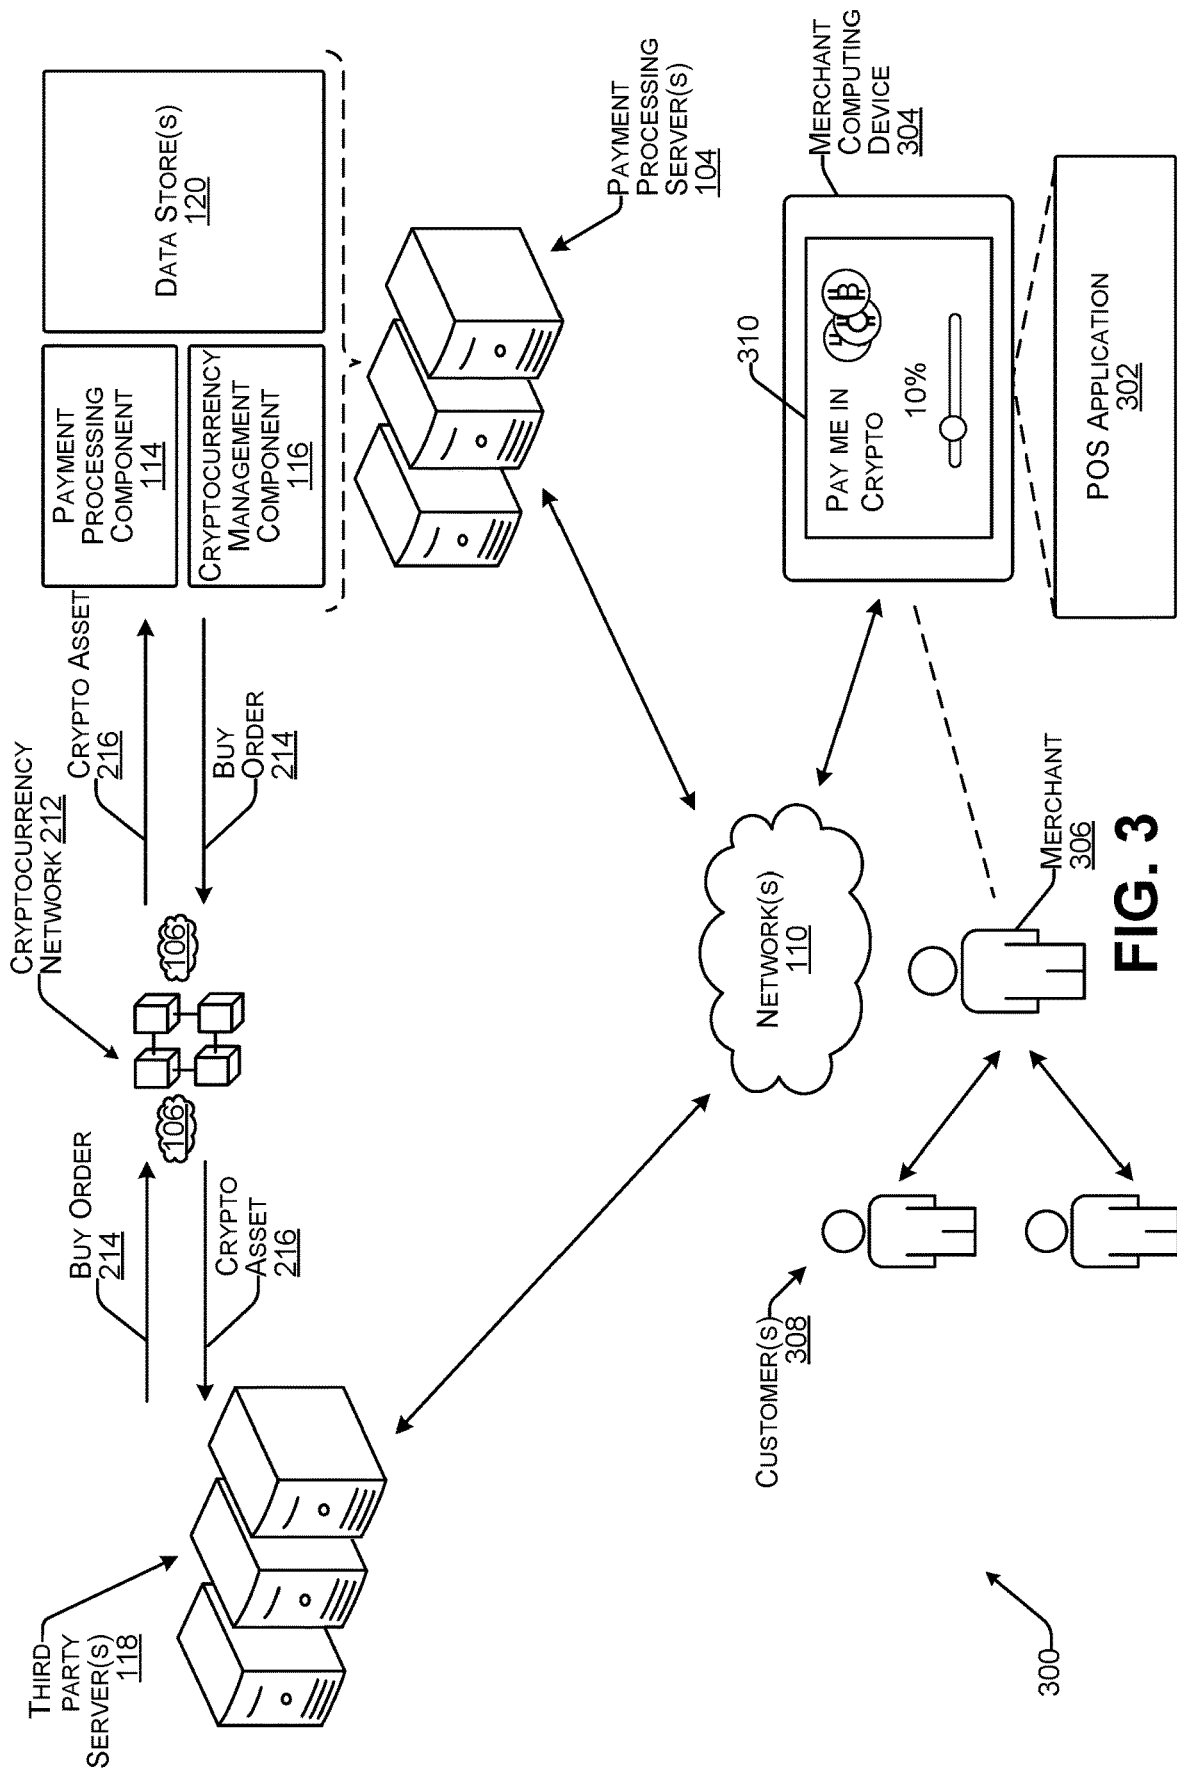 THIRD
PARTY
SERVER(S)
118
BUY ORDER
214
CRYPTO
ASSET
216
CRYPTOCURRENCY
NETWORK 212
106
106
CRYPTO ASSET
216
BUY
ORDER
214
PAYMENT
PROCESSING
COMPONENT
114
CRYPTOCURRENCY
MANAGEMENT
COMPONENT
116
DATA STORE(S)
120
PAYMENT
PROCESSING
SERVER(S)
104
NETWORK(S)
110
310
PAY ME IN
CRYPTO
10%
MERCHANT
COMPUTING
DEVICE
304
POS APPLICATION
302
CUSTOMER(S)
308
MERCHANT
306
300
FIG. 3